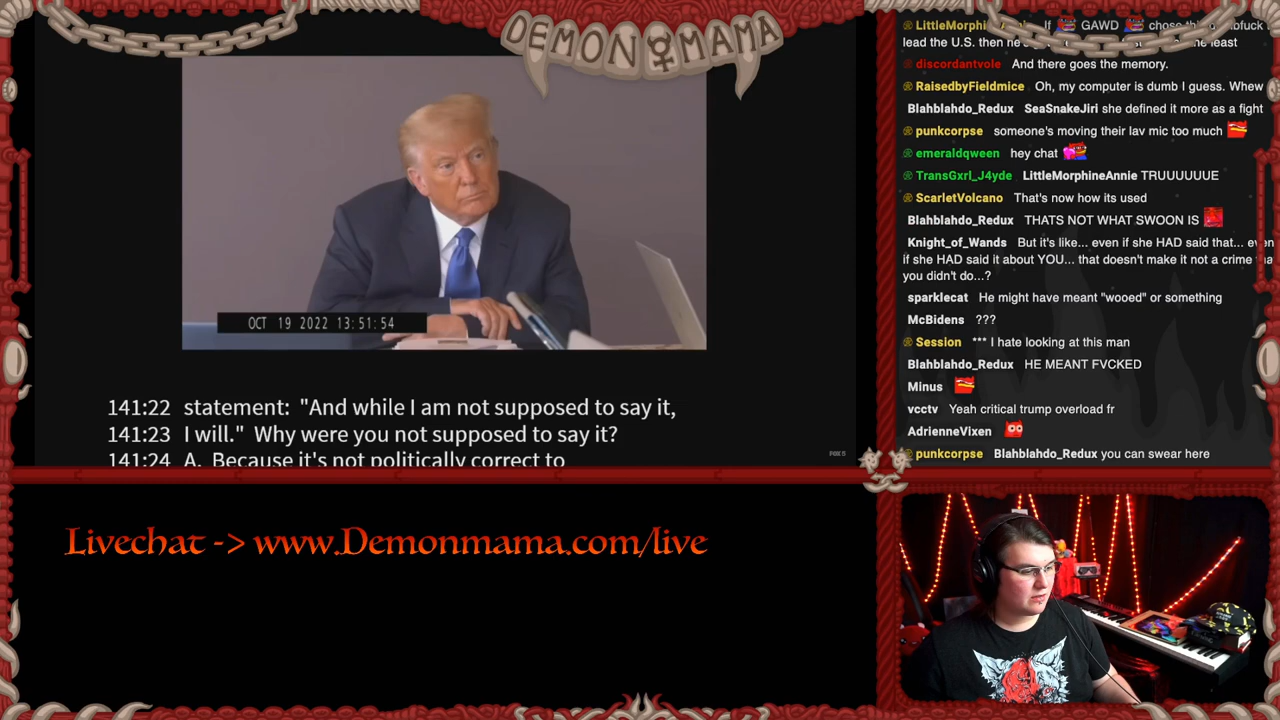 DEMON MAMA
OCT 19 2022 13:51:54
141:22 statement: "And while I am not supposed to say it,
141:23 I will." Why were you not supposed to say it?
141:24 A. Because it's not politically correct to
FOX 5
Livechat -> www.Demonmama.com/live
If GAWD
lead the U.S. then he's least
discordantvole And there goes the memory.
RaisedbyFieldmice Oh, my computer is dumb I guess. Whew
Blahblahdo_Redux SeaSnakeJiri she defined it more as a fight
punkcorpse someone's moving their lav mic too much
emeraldqween hey chat
TransGxrl_J4yde LittleMorphineAnnie TRUUUUUUE
ScarletVolcano That's now how its used
Blahblahdo_Redux THATS NOT WHAT SWOON IS
Knight_of_Wands But it's like... even if she HAD said that... even
if she HAD said it about YOU... that doesn't make it not a crime that
you didn't do...?
sparklecat He might have meant "wooed" or something
McBidens ???
Session *** I hate looking at this man
Blahblahdo_Redux HE MEANT FVCKED
Minus
vcctv Yeah critical trump overload fr
AdrienneVixen
punkcorpse Blahblahdo_Redux you can swear here